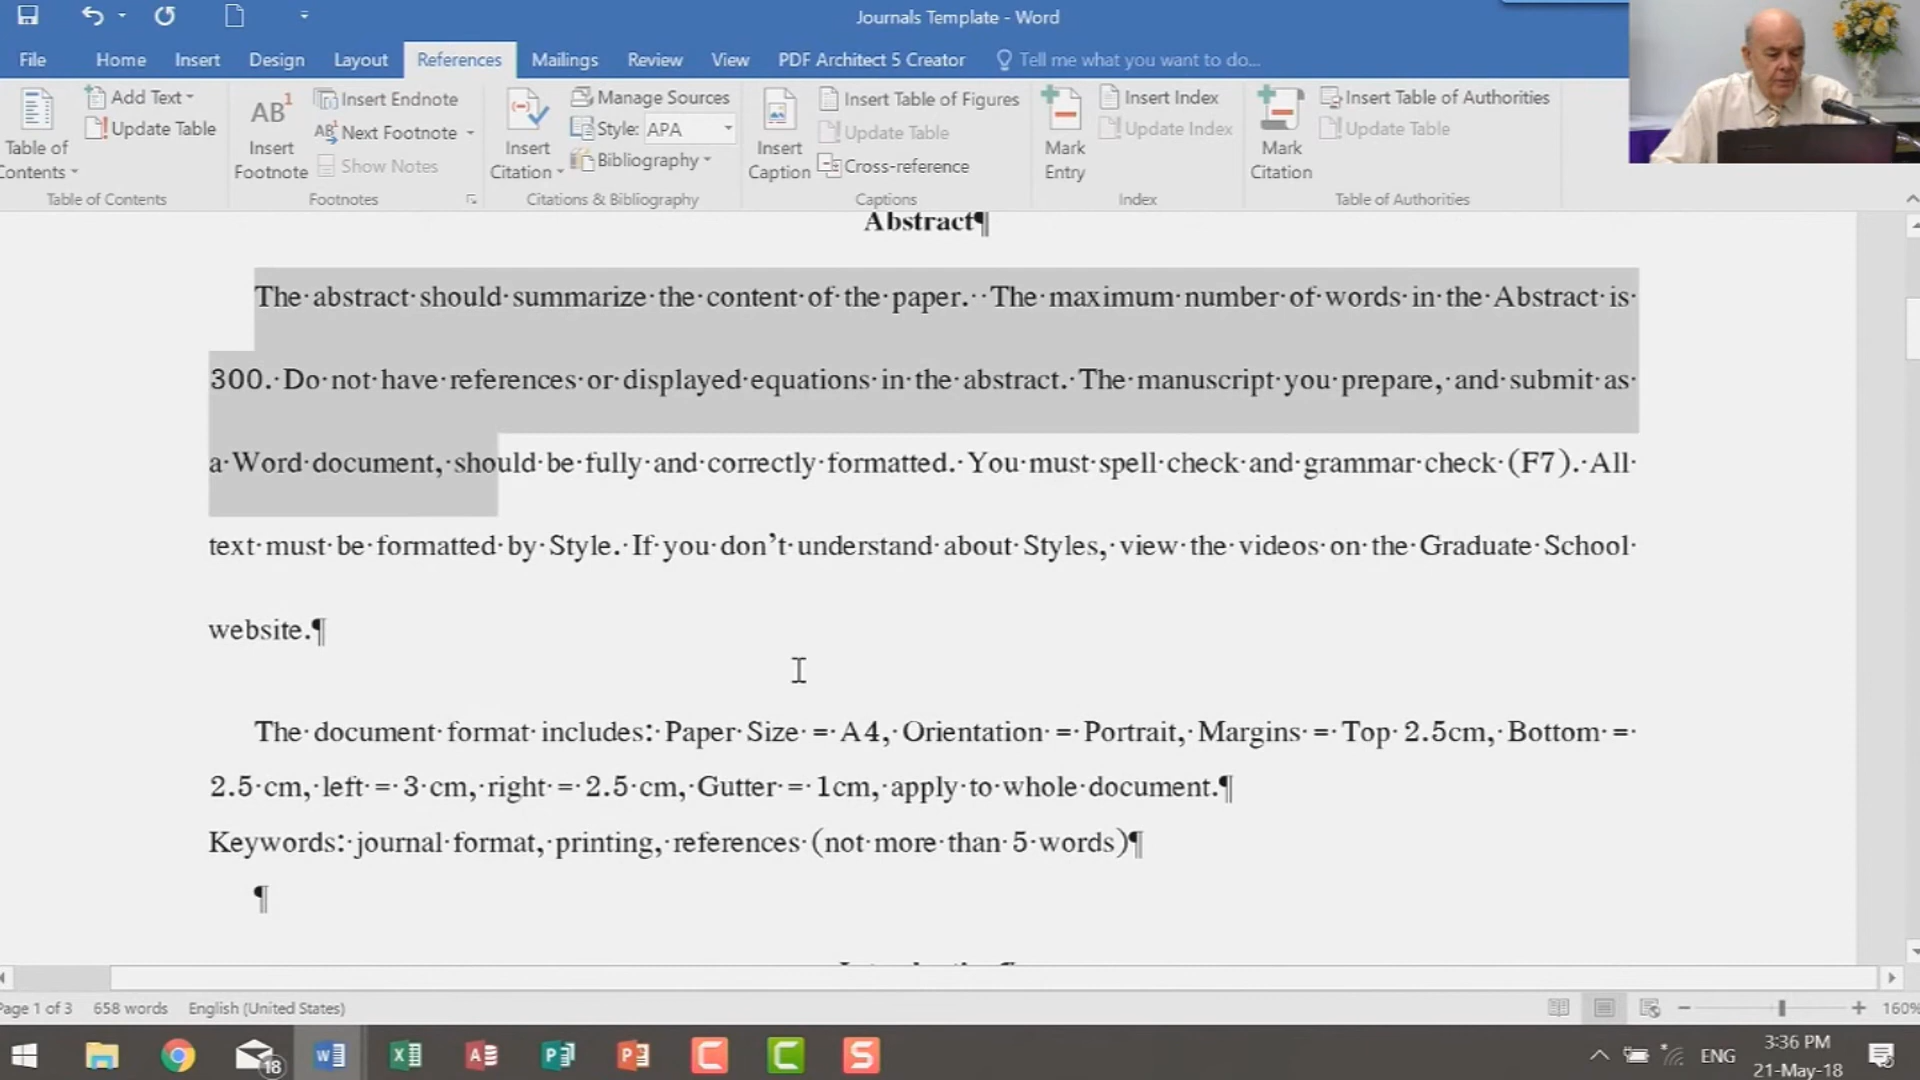 Journals Template - Word
File Home Insert Design Layout References Mailings Review View PDF Architect 5 Creator Tell me what you want to do...
Table of Contents
Add Text
Update Table
Table of Contents
AB1 Insert Footnote
Insert Endnote
AB1 Next Footnote
Show Notes
Footnotes
Insert Citation
Manage Sources
Style: APA
Bibliography
Citations & Bibliography
Insert Caption
Insert Table of Figures
Update Table
Cross-reference
Captions
Mark Entry
Insert Index
Update Index
Index
Mark Citation
Insert Table of Authorities
Update Table
Table of Authorities
Abstract¶
The abstract should summarize the content of the paper. The maximum number of words in the Abstract is
300. Do not have references or displayed equations in the abstract. The manuscript you prepare, and submit as
a Word document, should be fully and correctly formatted. You must spell check and grammar check (F7). All
text must be formatted by Style. If you don't understand about Styles, view the videos on the Graduate School
website.¶
The document format includes: Paper Size = A4, Orientation = Portrait, Margins = Top 2.5cm, Bottom =
2.5 cm, left = 3 cm, right = 2.5 cm, Gutter = 1cm, apply to whole document.¶
Keywords: journal format, printing, references (not more than 5 words)¶
¶
Page 1 of 3 658 words English (United States) 160%
18 ENG 3:36 PM
21-May-18